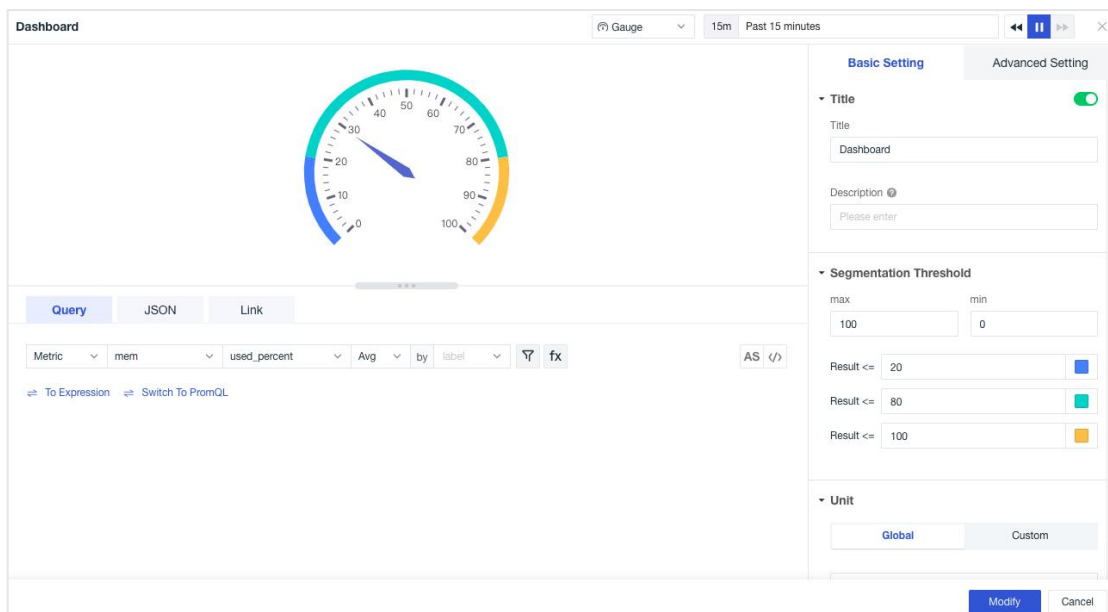 Dashboard
Gauge
15m Past 15 minutes
Basic Setting Advanced Setting
Title
Title
Dashboard
Description
Please enter
0
10
20
30
40
50
60
70
80
90
100
Segmentation Threshold
max min
100 0
Result <= 20
Result <= 80
Result <= 100
Unit
Global Custom
Query JSON Link
Metric mem used_percent Avg by label fx AS </>
To Expression Switch To PromQL
Modify Cancel